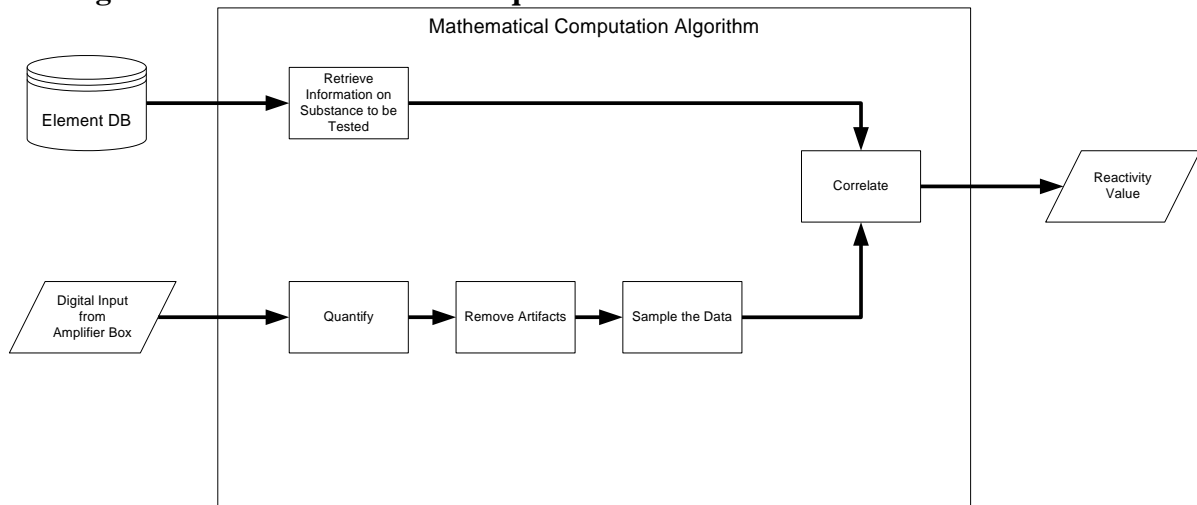 Mathematical Computation Algorithm
Retrieve
Information on
Substance to be
Tested
Element DB
Correlate
Reactivity
Value
Digital Input
from
Amplifier Box
Quantify
Remove Artifacts
Sample the Data